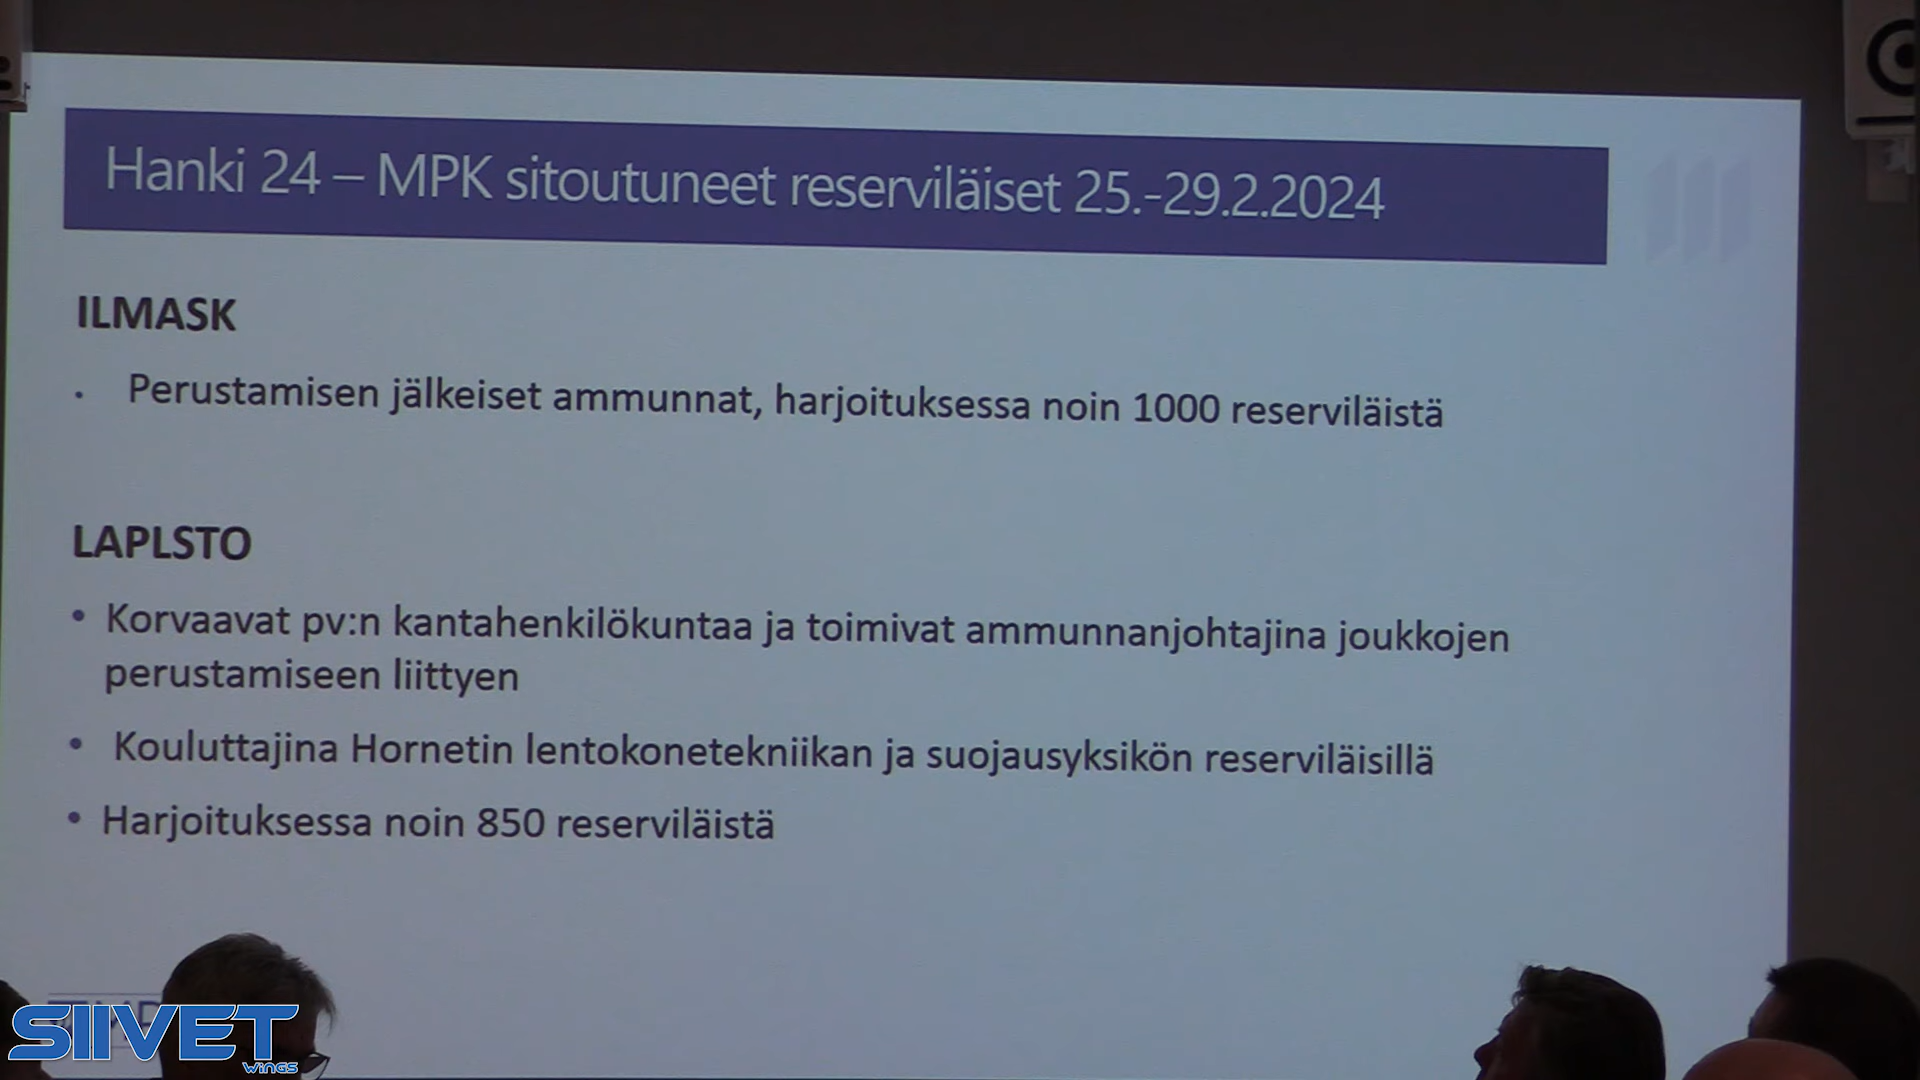 Hanki 24 – MPK sitoutuneet reserviläiset 25.-29.2.2024
ILMASK
• Perustamisen jälkeiset ammunnat, harjoituksessa noin 1000 reserviläistä
LAPLSTO
• Korvaavat pv:n kantahenkilökuntaa ja toimivat ammunnanjohtajina joukkojen
perustamiseen liittyen
• Kouluttajina Hornetin lentokonetekniikan ja suojausyksikön reserviläisillä
• Harjoituksessa noin 850 reserviläistä
SIIVET
WINGS